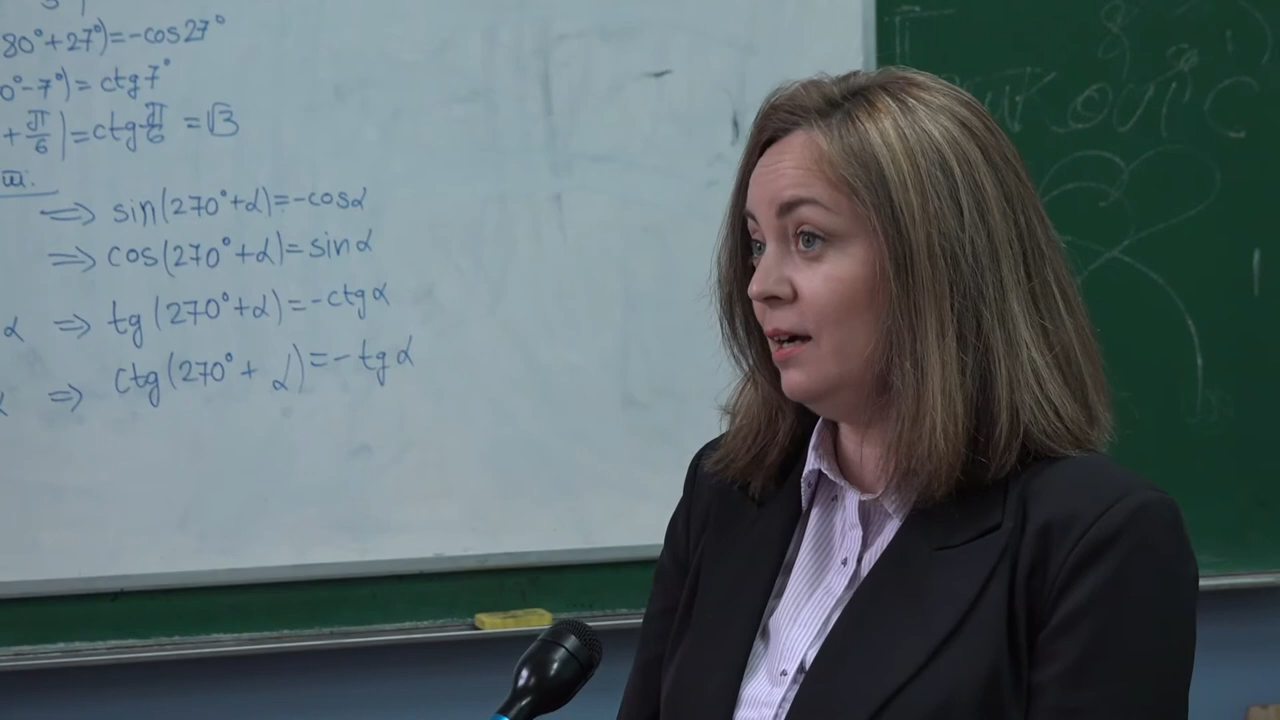 80°+27°)=-cos27°
0°-7°)=ctg7°
+π/6)=ctgπ/6=√3
ш.
⇒ sin(270°+α)=-cosα
⇒ cos(270°+α)=sinα
α ⇒ tg(270°+α)=-ctgα
⇒ ctg(270°+α)=-tgα